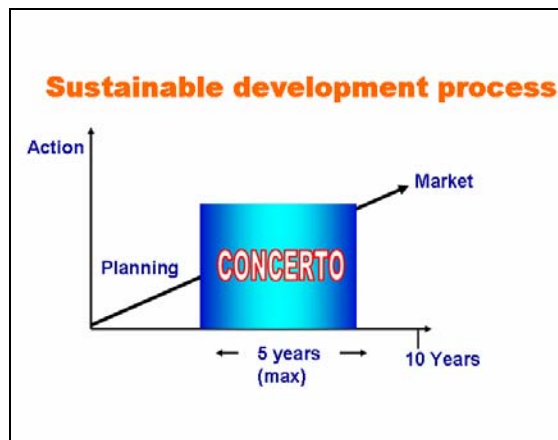 Sustainable development process
Action
Market
Planning
CONCERTO
5 years
(max)
10 Years